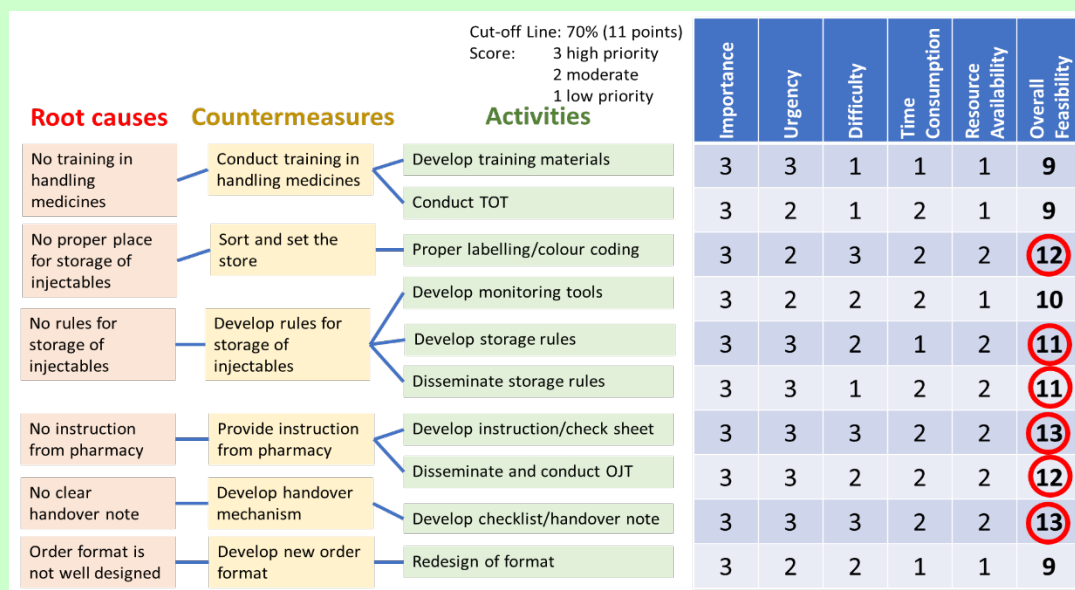 Cut-off Line: 70% (11 points)
Score: 3 high priority
2 moderate
1 low priority
Root causes Countermeasures Activities
Importance
Urgency
Difficulty
Time
Consumption
Resource
Availability
Overall
Feasibility
No training in
handling
medicines
Conduct training in
handling medicines
Develop training materials
3 3 1 1 1 9
Conduct TOT
3 2 1 2 1 9
No proper place
for storage of
injectables
Sort and set the
store
Proper labelling/colour coding
3 2 3 2 2 12
Develop monitoring tools
3 2 2 2 1 10
No rules for
storage of
injectables
Develop rules for
storage of
injectables
Develop storage rules
3 3 2 1 2 11
Disseminate storage rules
3 3 1 2 2 11
No instruction
from pharmacy
Provide instruction
from pharmacy
Develop instruction/check sheet
3 3 3 2 2 13
Disseminate and conduct OJT
3 3 2 2 2 12
No clear
handover note
Develop handover
mechanism
Develop checklist/handover note
3 3 3 2 2 13
Order format is
not well designed
Develop new order
format
Redesign of format
3 2 2 1 1 9